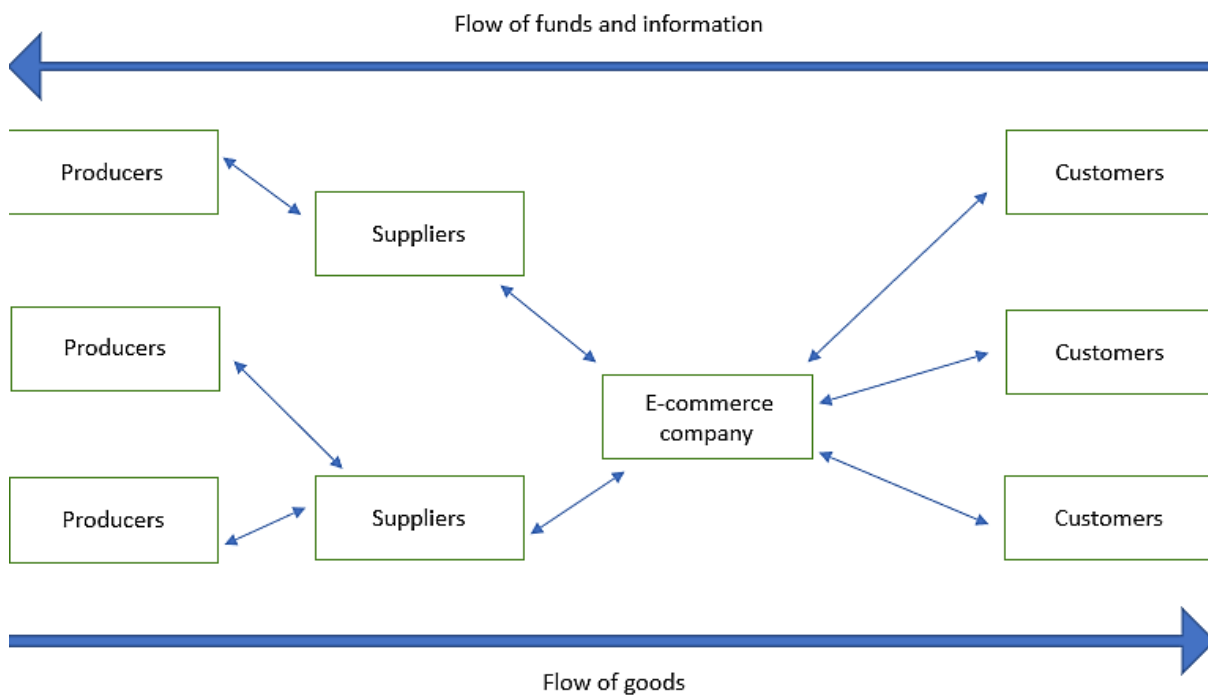 Flow of funds and information
Producers
Customers
Suppliers
Producers
Customers
E-commerce
company
Producers
Suppliers
Customers
Flow of goods